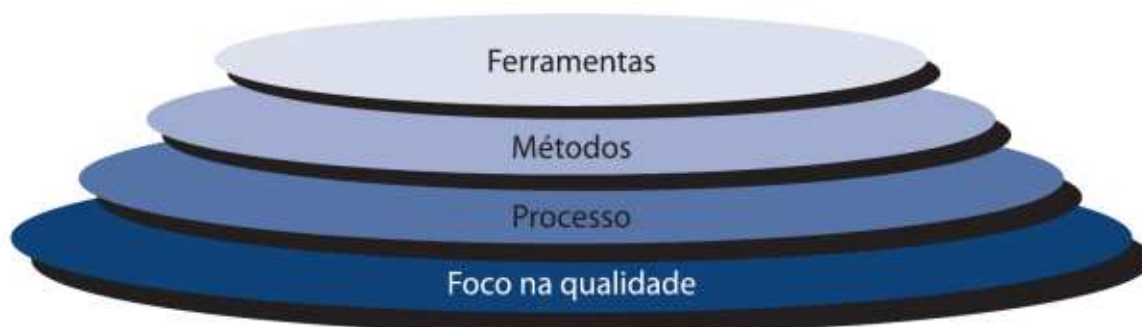 Ferramentas
Métodos
Processo
Foco na qualidade